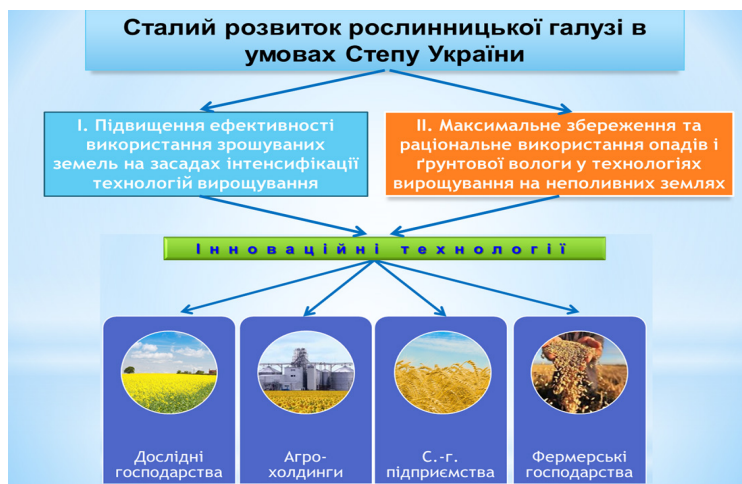 Сталий розвиток рослинницької галузі в
умовах Степу України
І. Підвищення ефективності
використання зрошуваних
земель на засадах інтенсифікації
технологій вирощування
ІІ. Максимальне збереження та
раціональне використання опадів і
ґрунтової вологи у технологіях
вирощування на неполивних землях
Інноваційні технології
Дослідні
господарства
Агро-
холдинги
С.-г.
підприємства
Фермерські
господарства